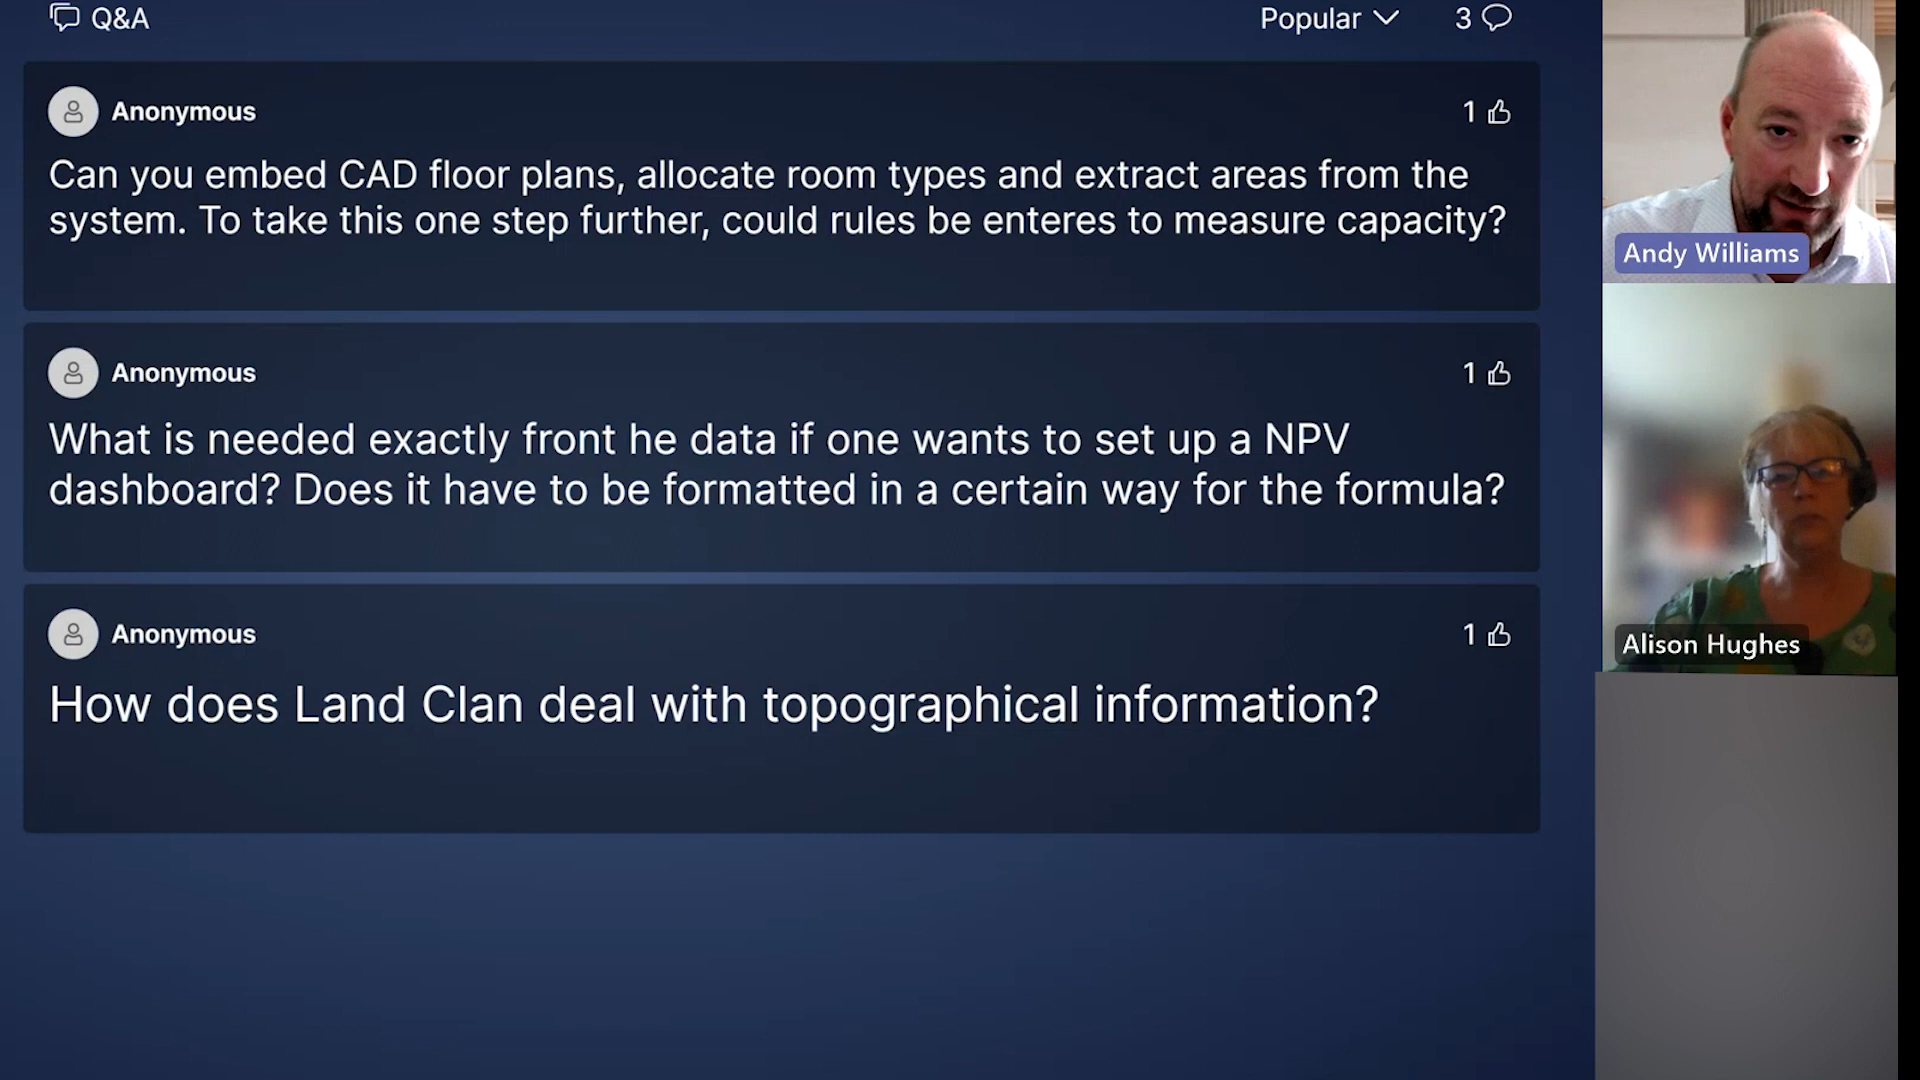 Q&A
Popular
3
Anonymous
1
Can you embed CAD floor plans, allocate room types and extract areas from the
system. To take this one step further, could rules be enteres to measure capacity?
Anonymous
1
What is needed exactly front he data if one wants to set up a NPV
dashboard? Does it have to be formatted in a certain way for the formula?
Anonymous
1
How does Land Clan deal with topographical information?
Andy Williams
Alison Hughes